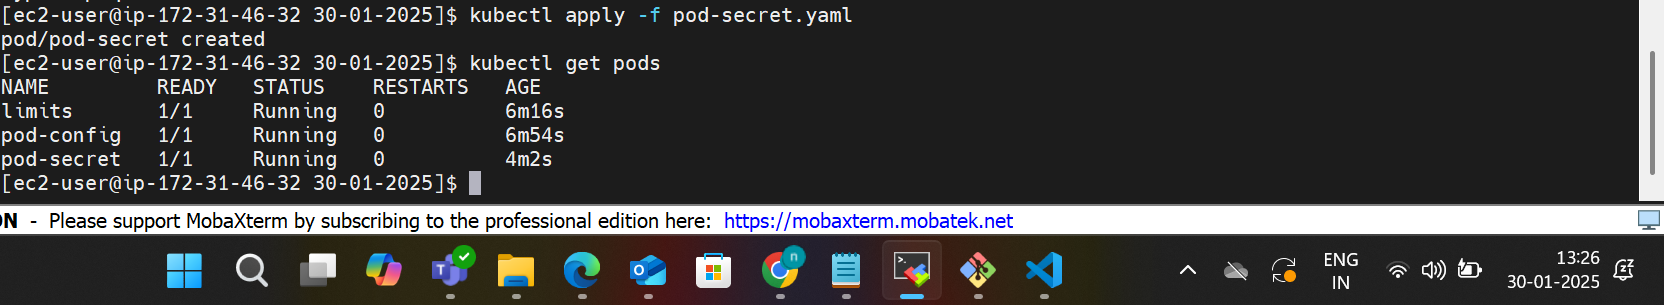 [ec2-user@ip-172-31-46-32 30-01-2025]$ kubectl apply -f pod-secret.yaml
pod/pod-secret created
[ec2-user@ip-172-31-46-32 30-01-2025]$ kubectl get pods
NAME         READY   STATUS    RESTARTS   AGE
limits       1/1     Running   0          6m16s
pod-config   1/1     Running   0          6m54s
pod-secret   1/1     Running   0          4m2s
[ec2-user@ip-172-31-46-32 30-01-2025]$
- Please support MobaXterm by subscribing to the professional edition here: https://mobaxterm.mobatek.net
n
ENG
IN
13:26
30-01-2025